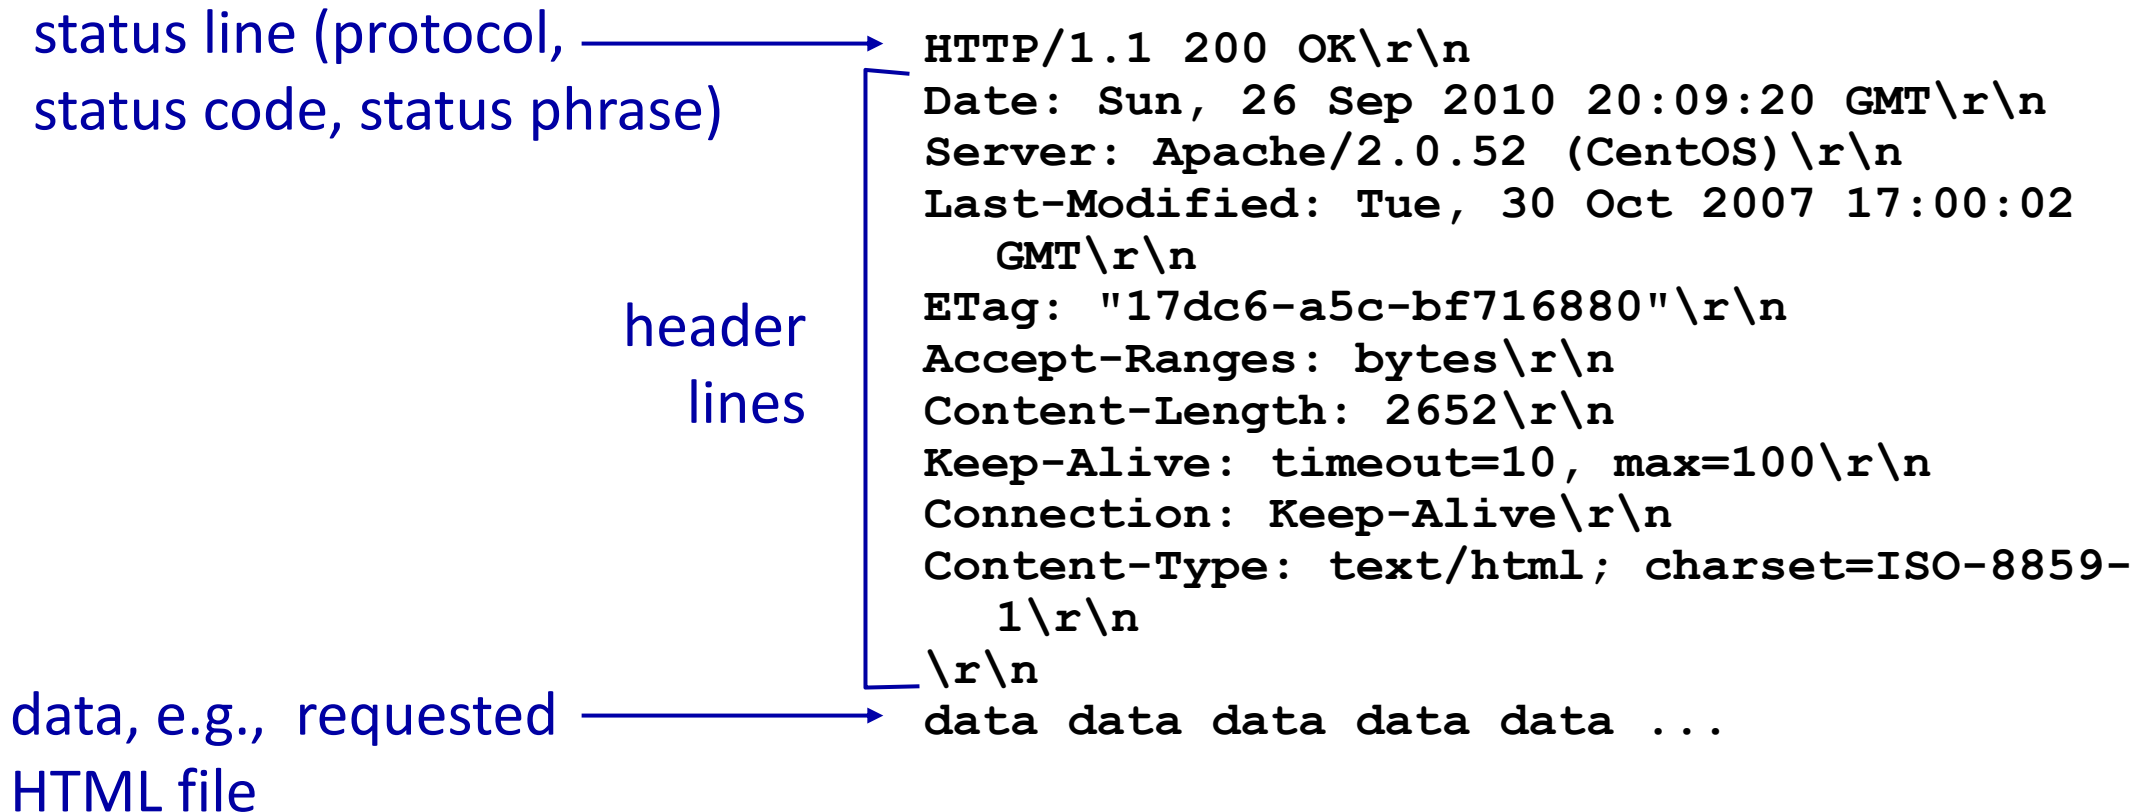 status line (protocol,
status code, status phrase)
HTTP/1.1 200 OK\r\n
Date: Sun, 26 Sep 2010 20:09:20 GMT\r\n
Server: Apache/2.0.52 (CentOS)\r\n
Last-Modified: Tue, 30 Oct 2007 17:00:02
GMT\r\n
ETag: "17dc6-a5c-bf716880"\r\n
Accept-Ranges: bytes\r\n
Content-Length: 2652\r\n
Keep-Alive: timeout=10, max=100\r\n
Connection: Keep-Alive\r\n
Content-Type: text/html; charset=ISO-8859-
1\r\n
\r\n
header
lines
data, e.g., requested
HTML file
data data data data data ...